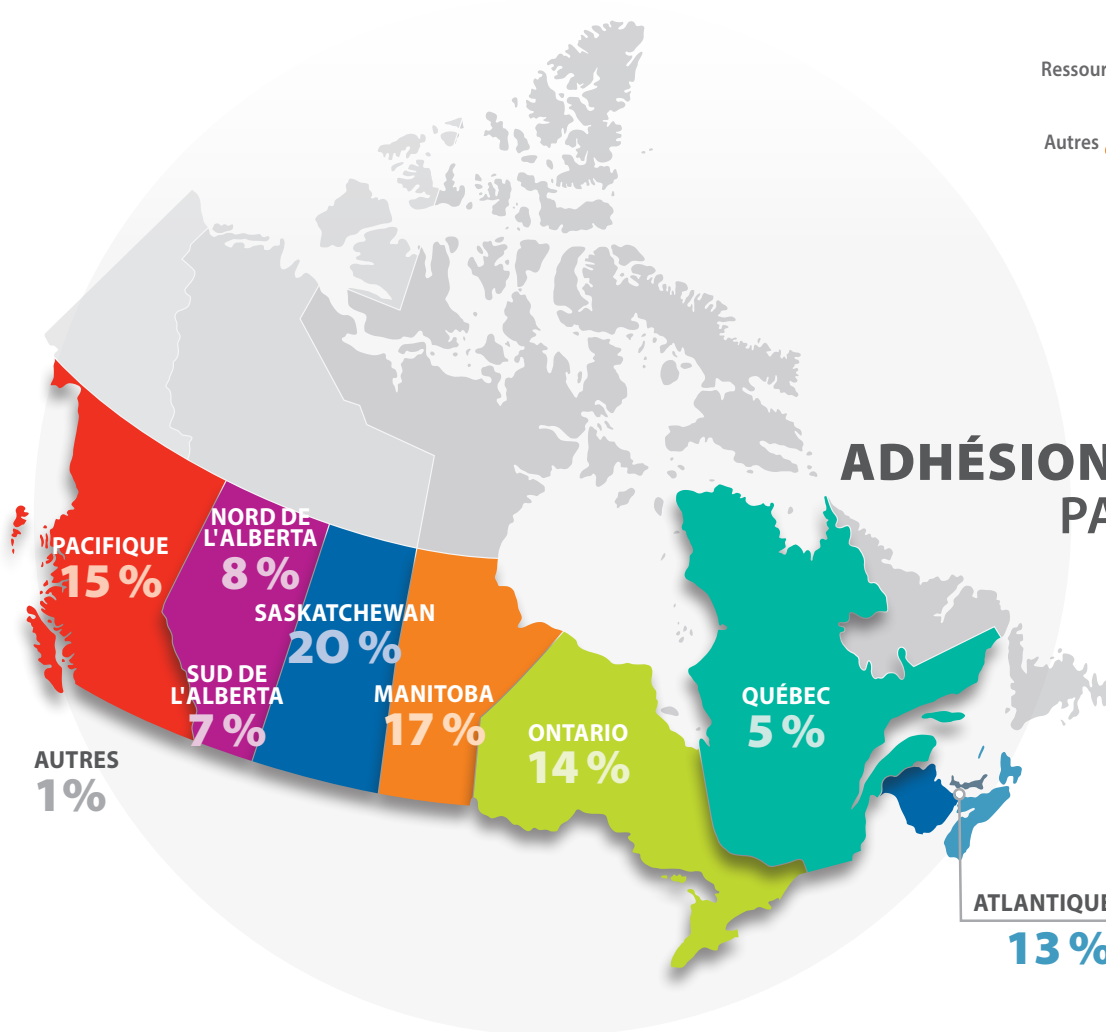 Ressour
Autres
ADHÉSION
PA
PACIFIQUE
15 %
NORD DE
L'ALBERTA
8 %
SASKATCHEWAN
20 %
SUD DE
L'ALBERTA
7 %
MANITOBA
17 %
ONTARIO
14 %
QUÉBEC
5 %
AUTRES
1%
ATLANTIQUE
13 %